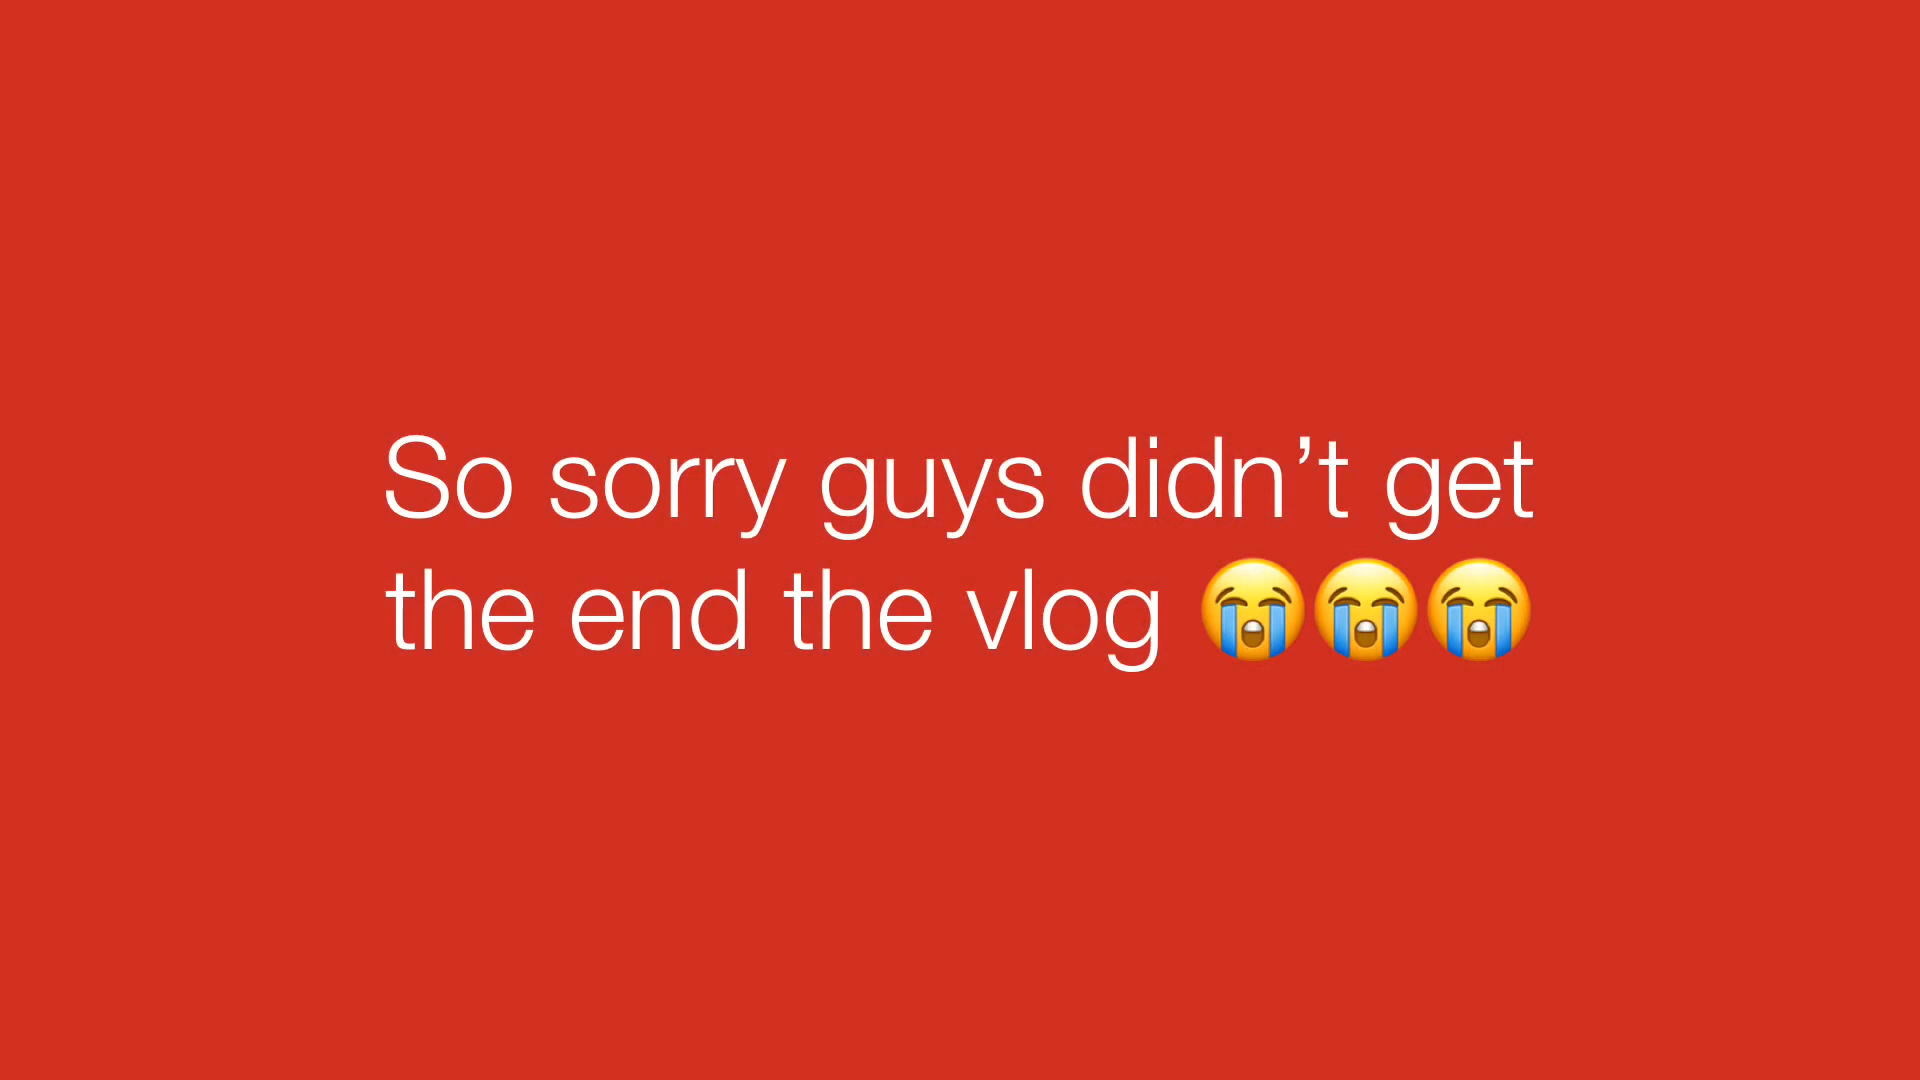 So sorry guys didn’t get
the end the vlog 😭😭😭